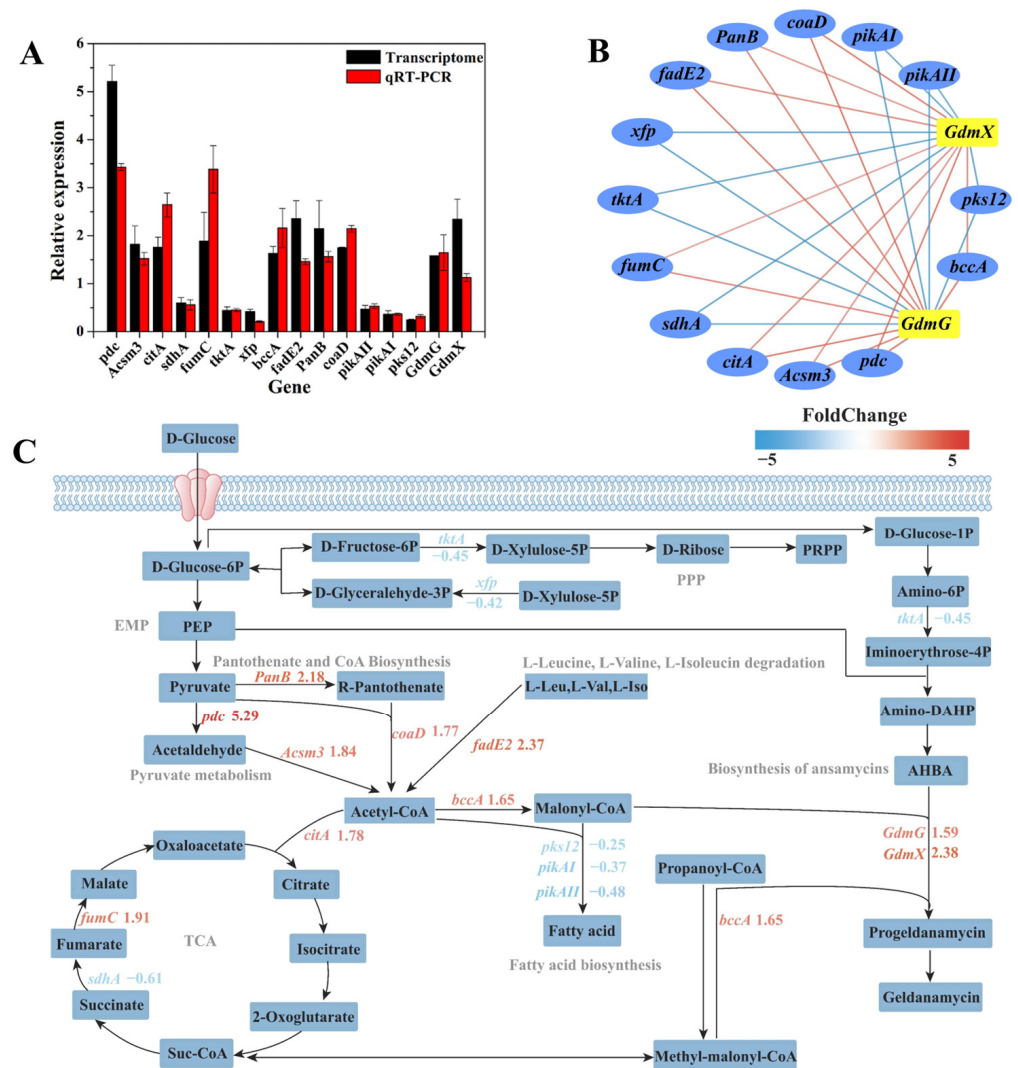 A
6
5
4
3
2
1
0
Relative expression
Transcriptome
qRT-PCR
pdc
Acsm3
citA
sdhA
fumC
tktA
xfp
bccA
fadE2
PanB
coaD
pikAII
pikAI
pks12
GdmG
GdmX
Gene
B
coaD
PanB
pikAI
fadE2
pikAII
xfp
GdmX
tktA
pks12
fumC
bccA
sdhA
GdmG
citA
Acsm3
pdc
C
FoldChange
−5
5
D-Glucose
D-Glucose-6P
D-Fructose-6P
tktA
−0.45
D-Xylulose-5P
D-Ribose
PRPP
D-Glucose-1P
D-Glyceralehyde-3P
xfp
−0.42
D-Xylulose-5P
PPP
Amino-6P
tktA −0.45
EMP
PEP
Iminoerythrose-4P
Pantothenate and CoA Biosynthesis
L-Leucine, L-Valine, L-Isoleucin degradation
Pyruvate
PanB 2.18
R-Pantothenate
L-Leu,L-Val,L-Iso
Amino-DAHP
pdc 5.29
coaD 1.77
fadE2 2.37
Acetaldehyde
Acsm3 1.84
Pyruvate metabolism
Biosynthesis of ansamycins
AHBA
Acetyl-CoA
bccA 1.65
Malonyl-CoA
citA 1.78
pks12 −0.25
pikAI −0.37
pikAII −0.48
GdmG 1.59
GdmX 2.38
Oxaloacetate
Malate
Citrate
Propanoyl-CoA
fumC 1.91
bccA 1.65
Fumarate
TCA
Isocitrate
Fatty acid
Fatty acid biosynthesis
Progeldanamycin
sdhA −0.61
Succinate
2-Oxoglutarate
Geldanamycin
Suc-CoA
Methyl-malonyl-CoA